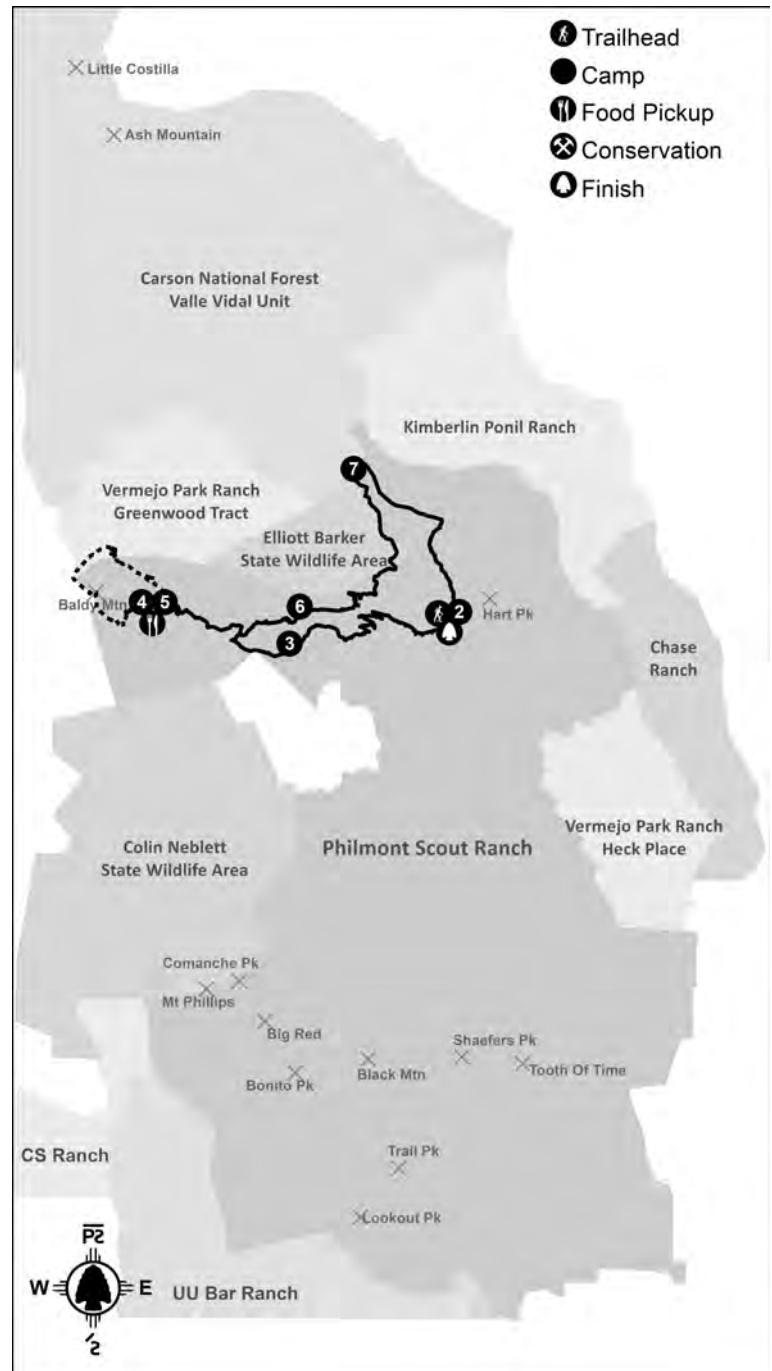 Trailhead
Camp
Food Pickup
Conservation
Finish
Little Costilla
Ash Mountain
Carson National Forest
Valle Vidal Unit
Kimberlin Ponil Ranch
7
Vermejo Park Ranch
Greenwood Tract
Elliott Barker
State Wildlife Area
Baldy Mtn
4
5
6
3
2
Hart Pk
Chase
Ranch
Colin Neblett
State Wildlife Area
Philmont Scout Ranch
Vermejo Park Ranch
Heck Place
Comanche Pk
Mt Phillips
Big Red
Bonito Pk
Black Mtn
Shaefers Pk
Tooth Of Time
Trail Pk
Lookout Pk
CS Ranch
UU Bar Ranch
W
E